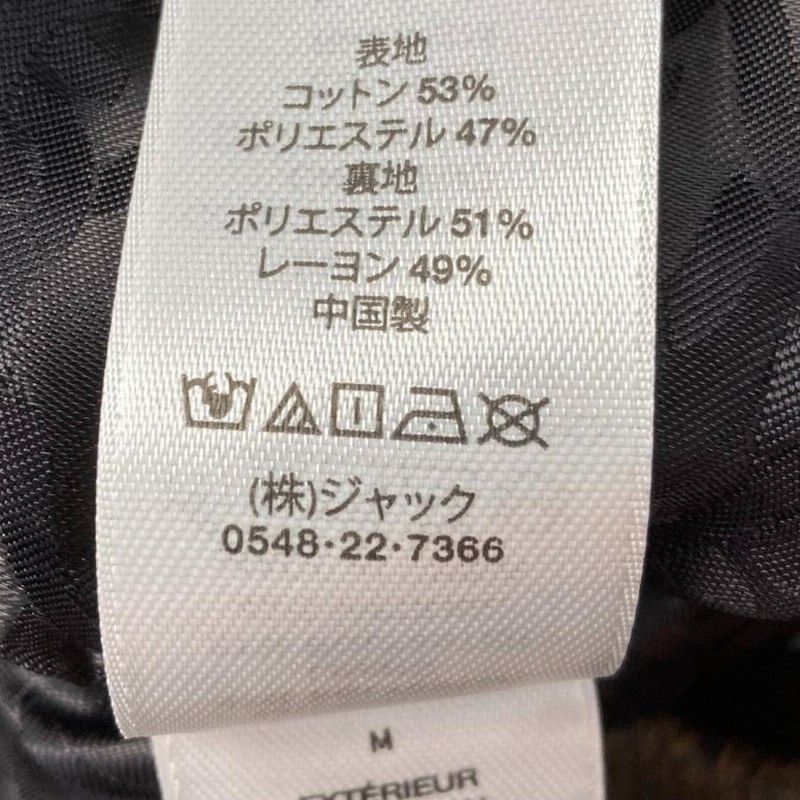 表地
コットン 53%
ポリエステル 47%
裏地
ポリエステル 51%
レーヨン 49%
中国製
(株)ジャック
0548·22·7366
M
EXTÉRIEUR